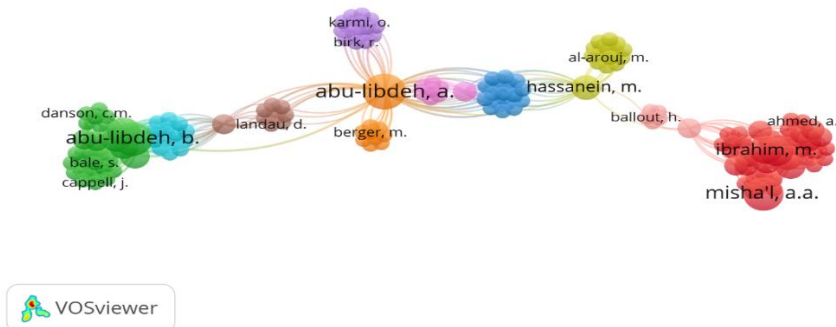 karmi, o.
birk, r.
al-arouj, m.
abu-libdeh, a.
hassanein, m.
danson, c.m.
landau, d.
berger, m.
ballout, h.
ahmed, a.
abu-libdeh, b.
ibrahim, m.
bale, s.
cappell, j.
misha'l, a.a.
VOSviewer